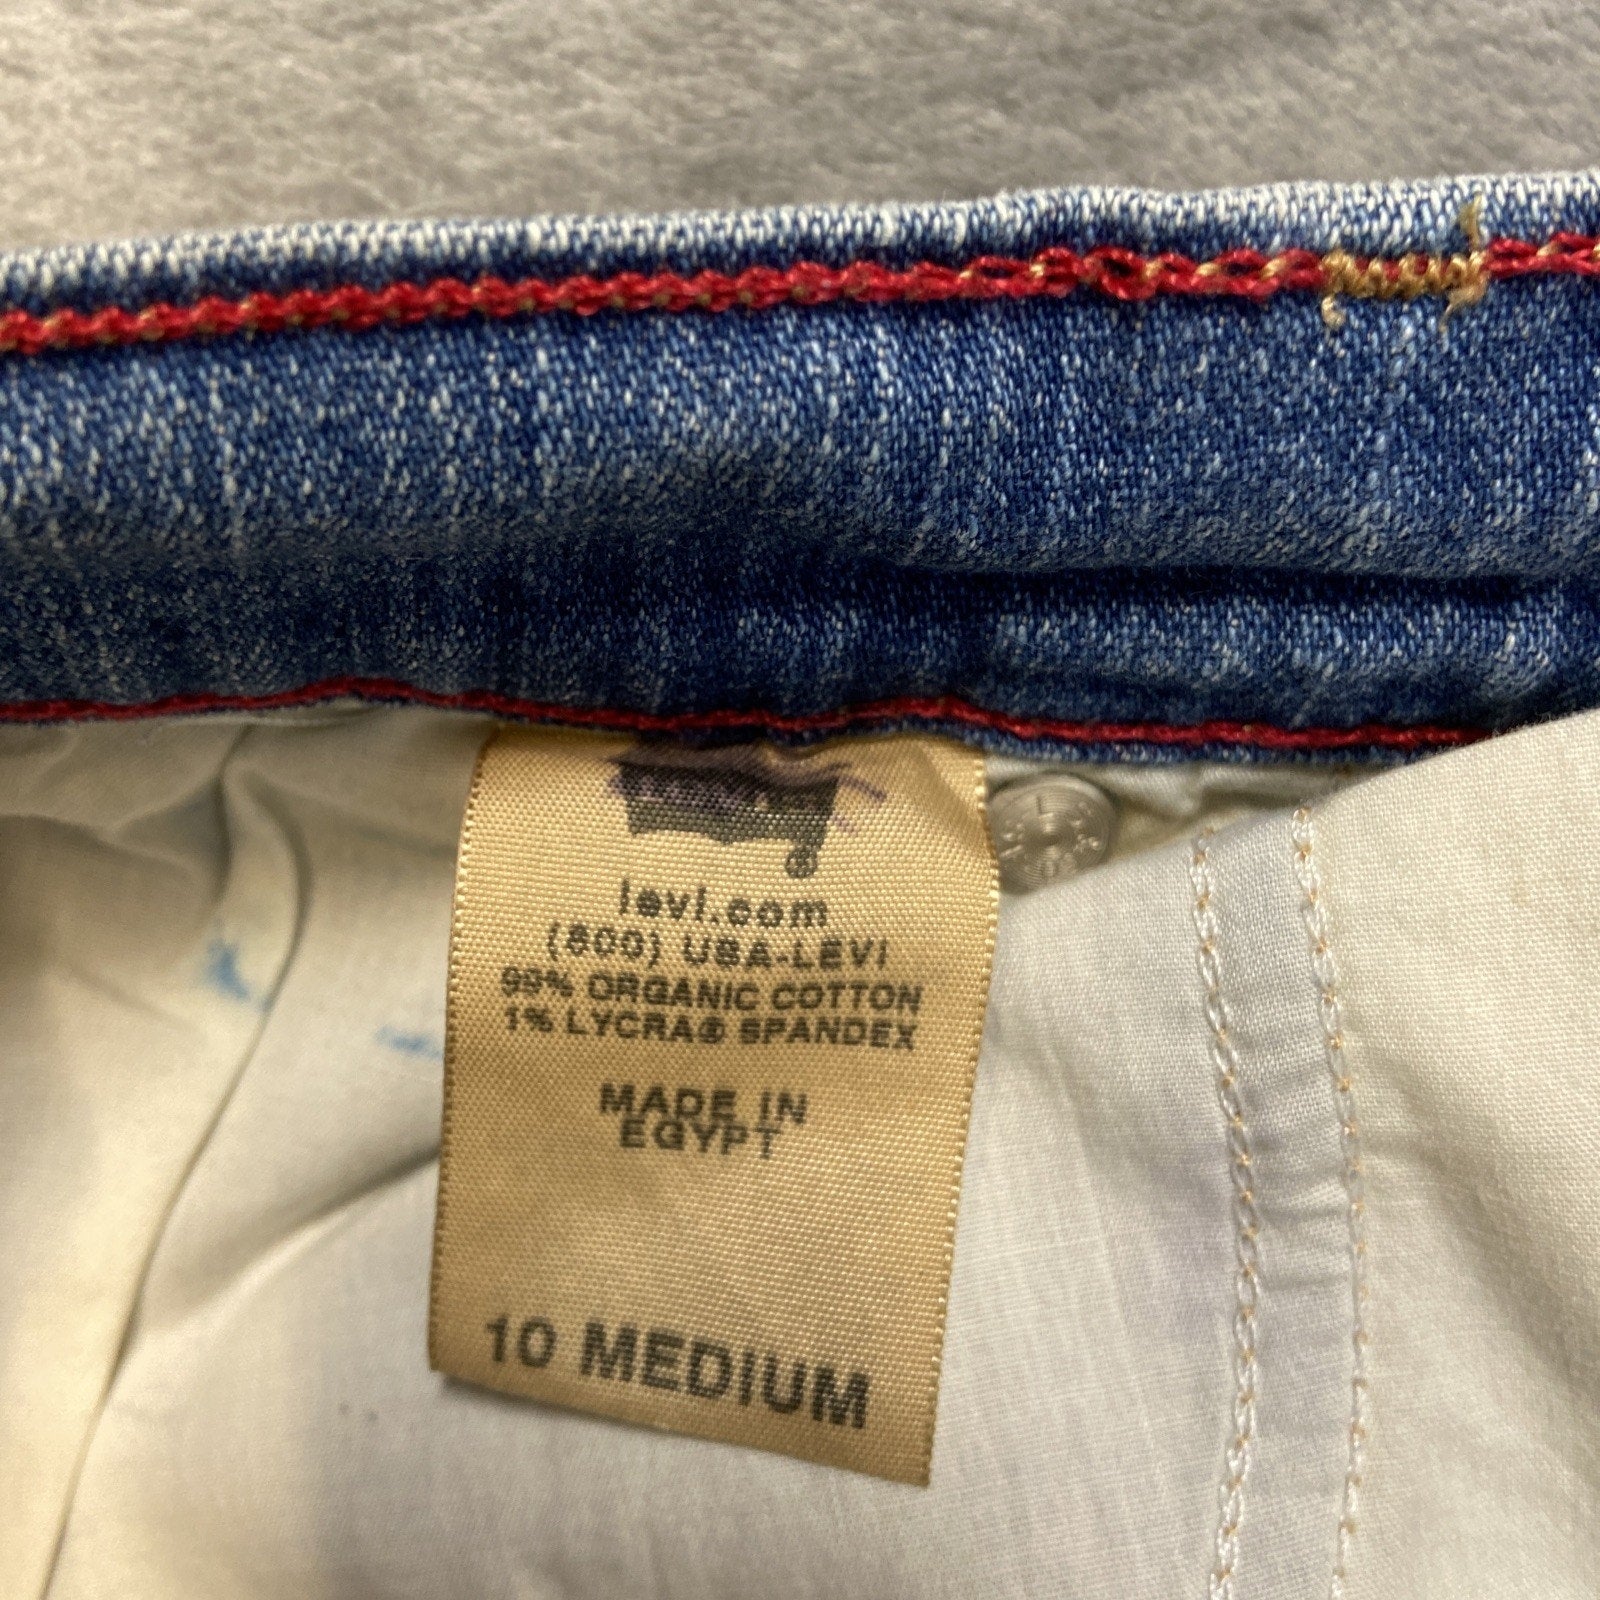 ®
levi.com
(800) USA-LEVI
99% ORGANIC COTTON
1% LYCRA® SPANDEX
MADE IN
EGYPT
10 MEDIUM